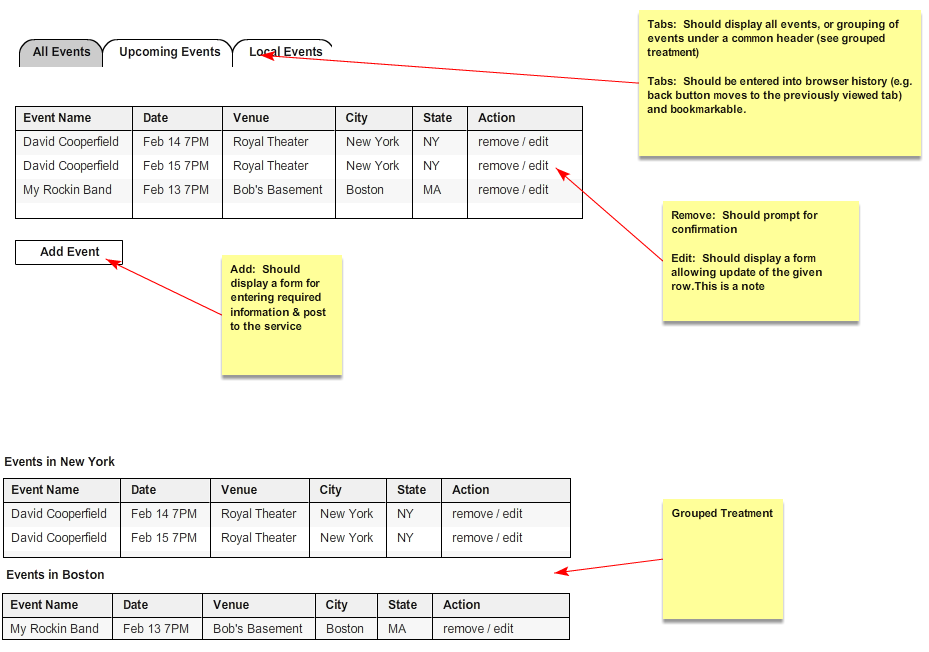 All Events Upcoming Events Local Events
Tabs: Should display all events, or grouping of
events under a common header (see grouped
treatment)
Tabs: Should be entered into browser history (e.g.
back button moves to the previously viewed tab)
and bookmarkable.
Event Name Date Venue City State Action
David Cooperfield Feb 14 7PM Royal Theater New York NY remove / edit
David Cooperfield Feb 15 7PM Royal Theater New York NY remove / edit
My Rockin Band Feb 13 7PM Bob's Basement Boston MA remove / edit
Remove: Should prompt for
confirmation
Edit: Should display a form
allowing update of the given
row.This is a note
Add Event
Add: Should
display a form for
entering required
information & post
to the service
Events in New York
Event Name Date Venue City State Action
David Cooperfield Feb 14 7PM Royal Theater New York NY remove / edit
David Cooperfield Feb 15 7PM Royal Theater New York NY remove / edit
Grouped Treatment
Events in Boston
Event Name Date Venue City State Action
My Rockin Band Feb 13 7PM Bob's Basement Boston MA remove / edit